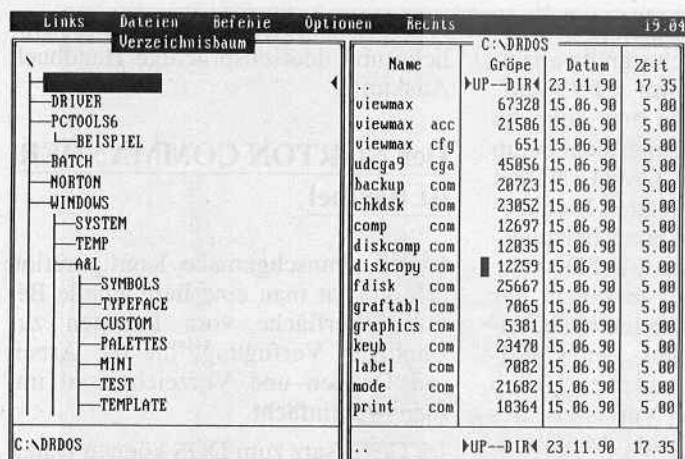 Links Dateien Befehle Optionen Rechts 19.04
Verzeichnisbaum
DRIVER
PCTOOLS6
BEISPIEL
BATCH
NORTON
WINDOWS
SYSTEM
TEMP
A&L
SYMBOLS
TYPEFACE
CUSTOM
PALETTES
MINI
TEST
TEMPLATE
C:\DRDOS
C:\DRDOS
Name Größe Datum Zeit
.. ►UP--DIR◄ 23.11.90 17.35
viewmax 67328 15.06.90 5.00
viewmax acc 21586 15.06.90 5.00
viewmax cfg 651 15.06.90 5.00
udcga9 cga 45056 15.06.90 5.00
backup com 20723 15.06.90 5.00
chkdsk com 23052 15.06.90 5.00
comp com 12697 15.06.90 5.00
diskcomp com 12035 15.06.90 5.00
diskcopy com 12259 15.06.90 5.00
fdisk com 25667 15.06.90 5.00
graftabl com 7065 15.06.90 5.00
graphics com 5381 15.06.90 5.00
keyb com 23470 15.06.90 5.00
label com 7082 15.06.90 5.00
mode com 21682 15.06.90 5.00
print com 18364 15.06.90 5.00
.. ►UP--DIR◄ 23.11.90 17.35